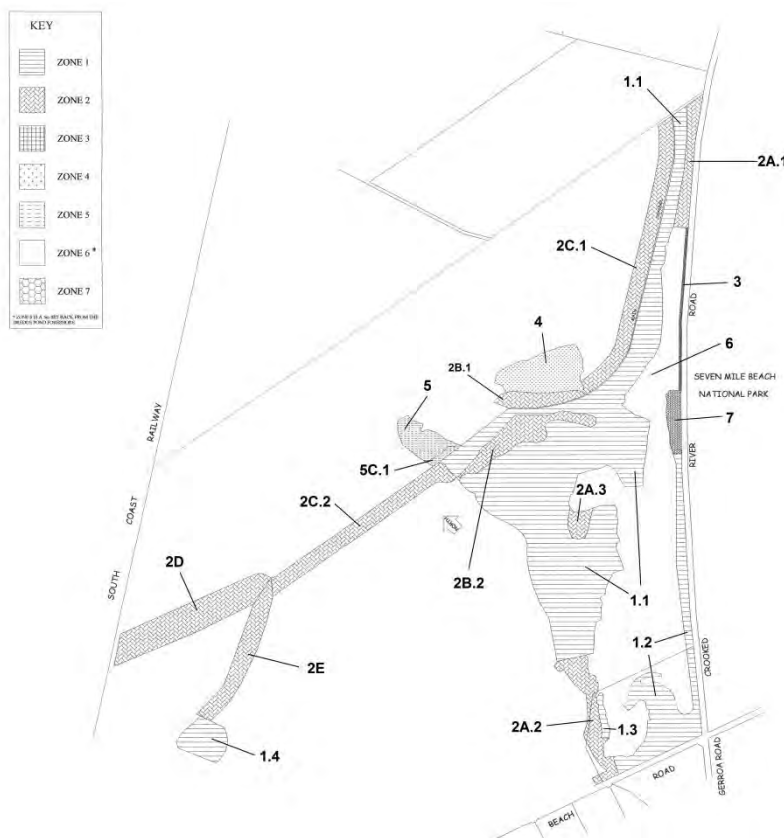 KEY
ZONE 1
ZONE 2
ZONE 3
ZONE 4
ZONE 5
ZONE 6 *
ZONE 7
1.1
2A.1
2C.1
3
ROAD
4
6
2B.1
SEVEN MILE BEACH
NATIONAL PARK
5
7
RAILWAY
5C.1
RIVER
2C.2
2A.3
COAST
NORTH
2B.2
1.1
2D
SOUTH
2E
1.2
CROOKED
2A.2
1.3
1.4
ROAD
GERROA ROAD
BEACH